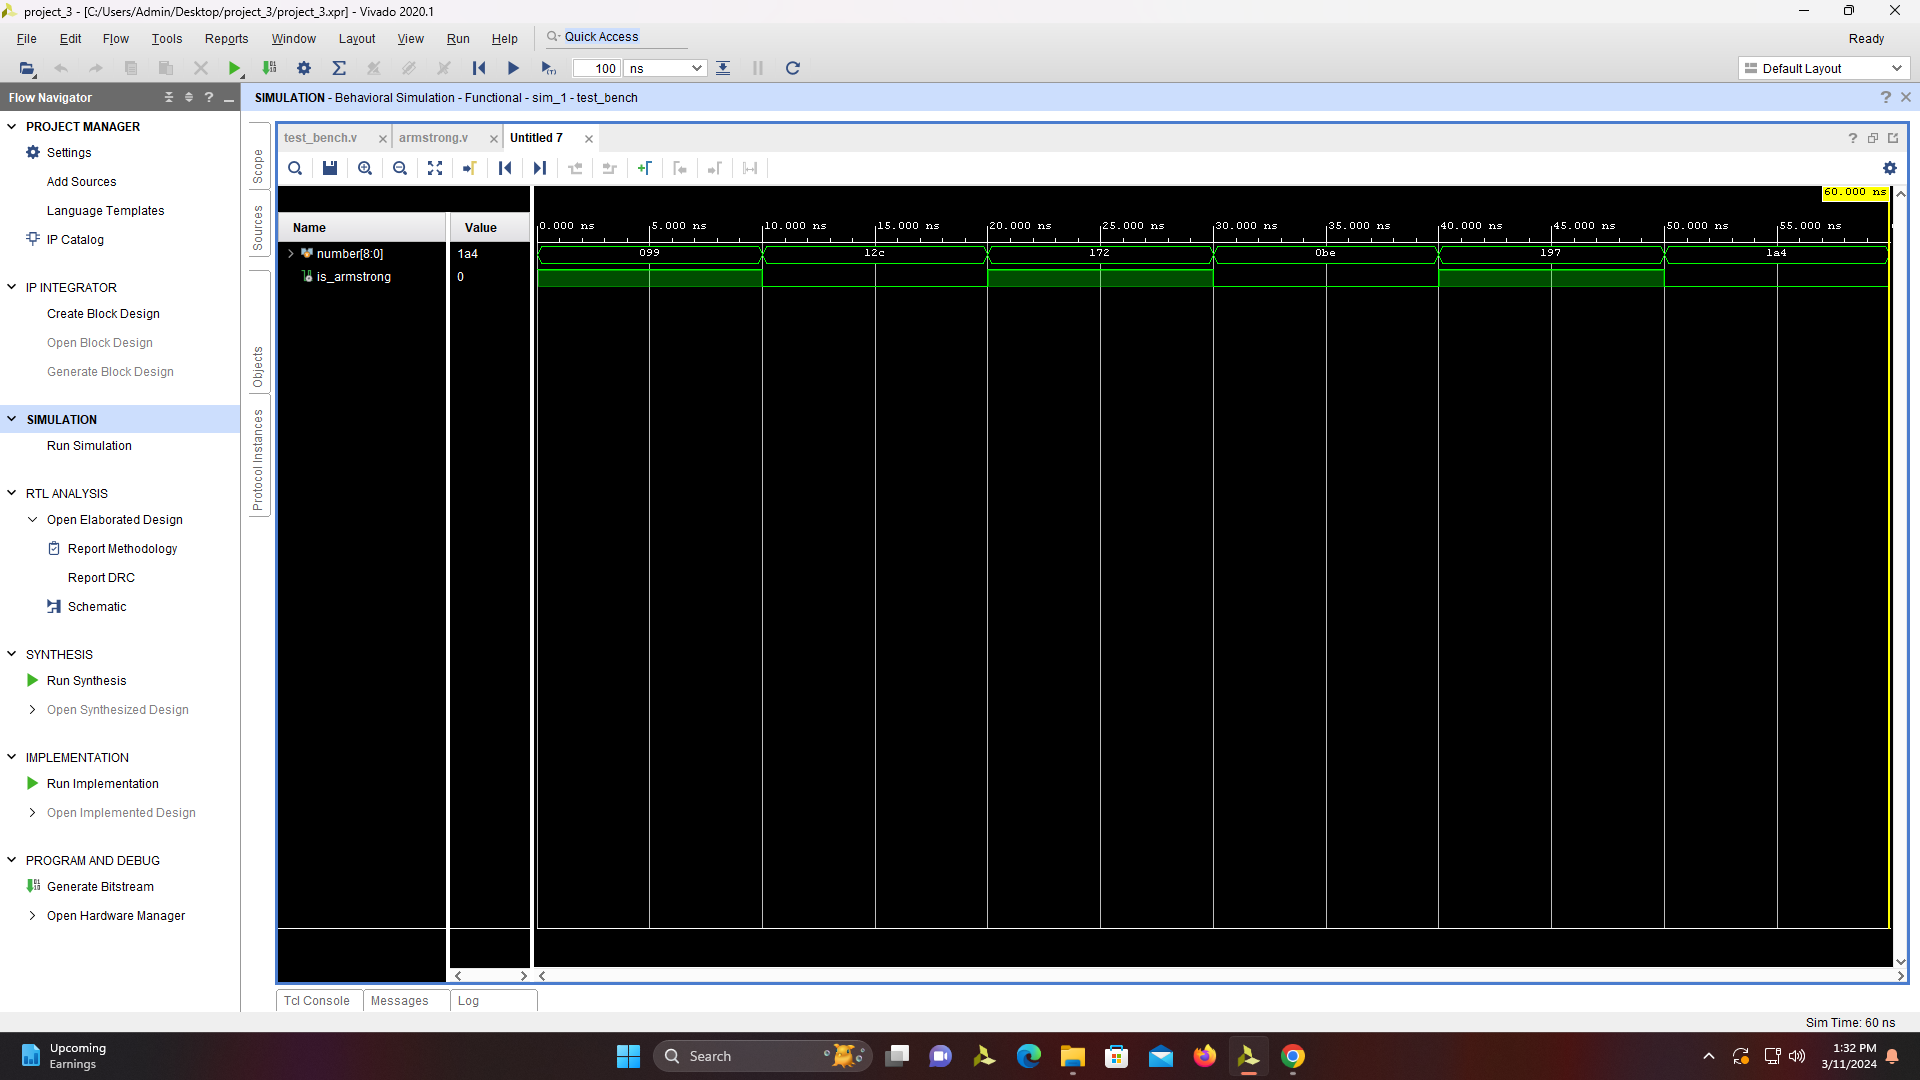 project_3 - [C:/Users/Admin/Desktop/project_3/project_3.xpr] - Vivado 2020.1
File Edit Flow Tools Reports Window Layout View Run Help Quick Access
Ready
100 ns
Default Layout
Flow Navigator
SIMULATION - Behavioral Simulation - Functional - sim_1 - test_bench
PROJECT MANAGER
Settings
Add Sources
Language Templates
IP Catalog
IP INTEGRATOR
Create Block Design
Open Block Design
Generate Block Design
SIMULATION
Run Simulation
RTL ANALYSIS
Open Elaborated Design
Report Methodology
Report DRC
Schematic
SYNTHESIS
Run Synthesis
Open Synthesized Design
IMPLEMENTATION
Run Implementation
Open Implemented Design
PROGRAM AND DEBUG
Generate Bitstream
Open Hardware Manager
Scope
Sources
Objects
Protocol Instances
test_bench.v armstrong.v Untitled 7
60.000 ns
Name Value
0.000 ns 5.000 ns 10.000 ns 15.000 ns 20.000 ns 25.000 ns 30.000 ns 35.000 ns 40.000 ns 45.000 ns 50.000 ns 55.000 ns
number[8:0] 1a4 099 12c 172 0be 197 1a4
is_armstrong 0
Tcl Console Messages Log
Sim Time: 60 ns
Upcoming
Earnings
Search
1:32 PM
3/11/2024